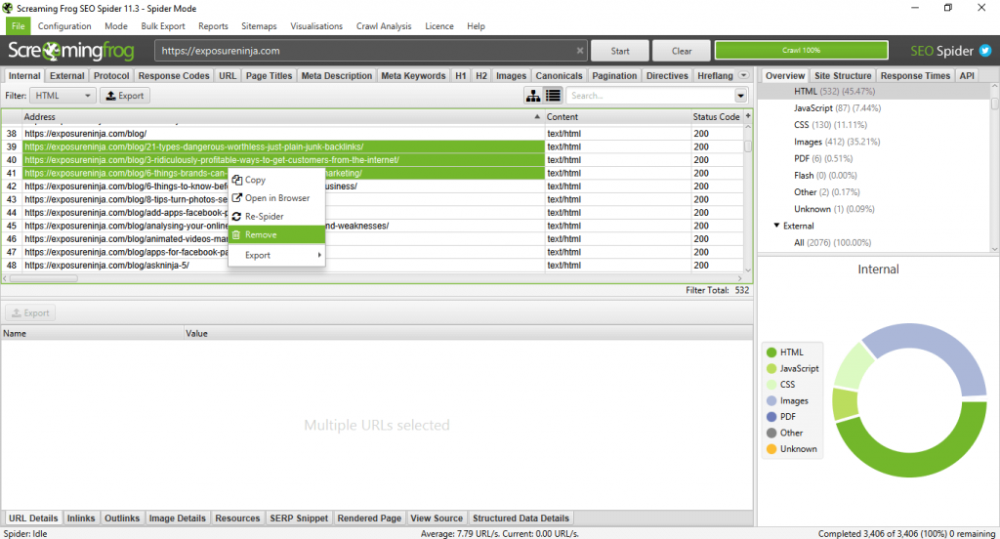 Screaming Frog SEO Spider 11.3 - Spider Mode
File Configuration Mode Bulk Export Reports Sitemaps Visualisations Crawl Analysis Licence Help
Screamingfrog https://exposureninja.com Start Clear Crawl 100% SEO Spider
Internal External Protocol Response Codes URL Page Titles Meta Description Meta Keywords H1 H2 Images Canonicals Pagination Directives Hreflang
Filter: HTML Export Search...
Address Content Status Code
38 https://exposureninja.com/blog/ text/html 200
39 https://exposureninja.com/blog/21-types-dangerous-worthless-just-plain-junk-backlinks/ text/html 200
40 https://exposureninja.com/blog/3-ridiculously-profitable-ways-to-get-customers-from-the-internet/ text/html 200
41 https://exposureninja.com/blog/6-things-brands-can- marketing/ text/html 200
42 https://exposureninja.com/blog/6-things-to-know-bef business/ text/html 200
43 https://exposureninja.com/blog/8-tips-turn-photos-se text/html 200
44 https://exposureninja.com/blog/add-apps-facebook-p text/html 200
45 https://exposureninja.com/blog/analysing-your-online nd-weaknesses/ text/html 200
46 https://exposureninja.com/blog/animated-videos-mar text/html 200
47 https://exposureninja.com/blog/apps-for-facebook-pa text/html 200
48 https://exposureninja.com/blog/askninja-5/ text/html 200
Copy
Open in Browser
Re-Spider
Remove
Export
Filter Total: 532
Export
Name Value
Multiple URLs selected
URL Details Inlinks Outlinks Image Details Resources SERP Snippet Rendered Page View Source Structured Data Details
Overview Site Structure Response Times API
HTML (532) (45.47%)
JavaScript (87) (7.44%)
CSS (130) (11.11%)
Images (412) (35.21%)
PDF (6) (0.51%)
Flash (0) (0.00%)
Other (2) (0.17%)
Unknown (1) (0.09%)
External
All (2076) (100.00%)
Internal
HTML
JavaScript
CSS
Images
PDF
Other
Unknown
Spider: Idle Average: 7.79 URL/s. Current: 0.00 URL/s. Completed 3,406 of 3,406 (100%) 0 remaining